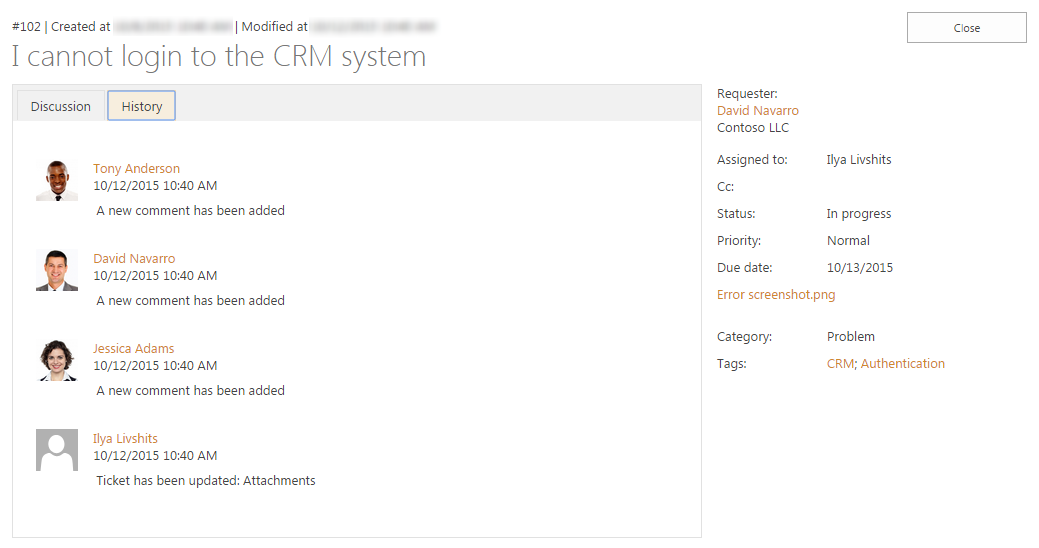 #102 | Created at | Modified at
Close
I cannot login to the CRM system
Discussion
History
Tony Anderson
10/12/2015 10:40 AM
A new comment has been added
David Navarro
10/12/2015 10:40 AM
A new comment has been added
Jessica Adams
10/12/2015 10:40 AM
A new comment has been added
Ilya Livshits
10/12/2015 10:40 AM
Ticket has been updated: Attachments
Requester:
David Navarro
Contoso LLC
Assigned to: Ilya Livshits
Cc:
Status: In progress
Priority: Normal
Due date: 10/13/2015
Error screenshot.png
Category: Problem
Tags: CRM; Authentication